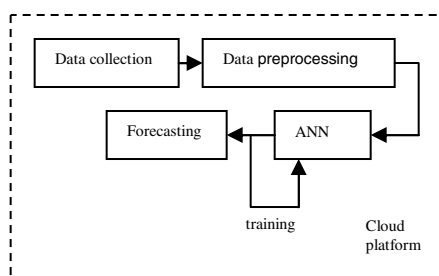 Data collection
Data preprocessing
Forecasting
ANN
training
Cloud
platform